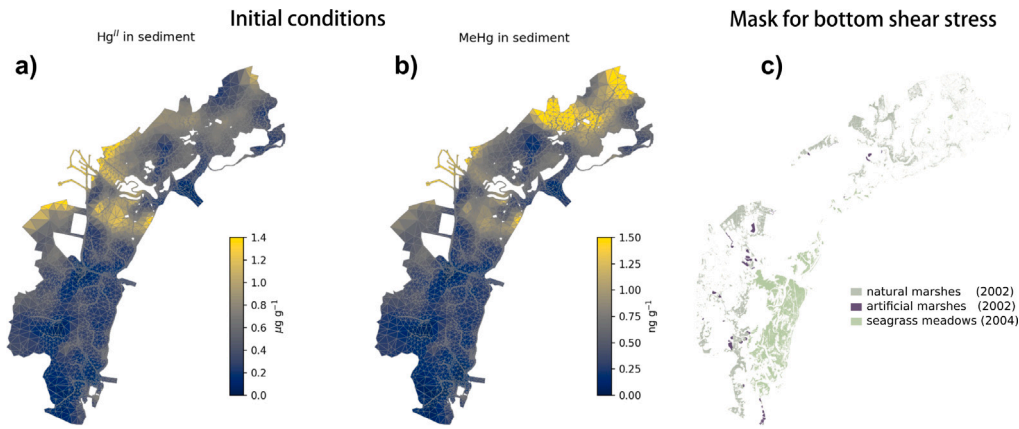 Initial conditions
Mask for bottom shear stress
Hgᴵᴵ in sediment
MeHg in sediment
a)
b)
c)
1.4
1.2
1.0
0.8
0.6
0.4
0.2
0.0
µg g⁻¹
1.50
1.25
1.00
0.75
0.50
0.25
0.00
ng g⁻¹
natural marshes (2002)
artificial marshes (2002)
seagrass meadows (2004)